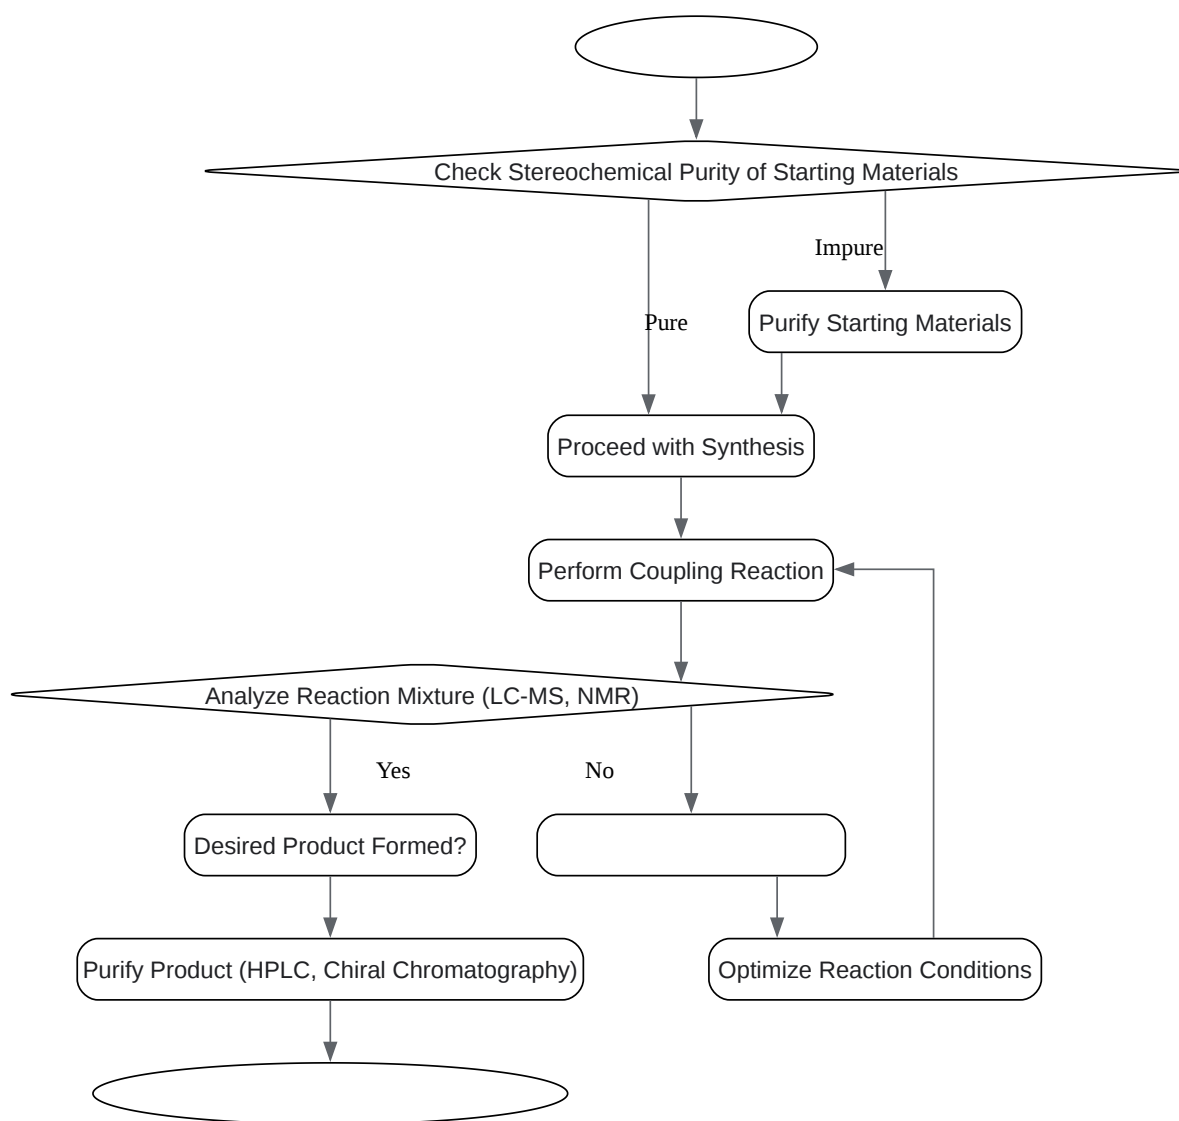 Check Stereochemical Purity of Starting Materials
Impure
Pure
Purify Starting Materials
Proceed with Synthesis
Perform Coupling Reaction
Analyze Reaction Mixture (LC-MS, NMR)
Yes
No
Desired Product Formed?
Purify Product (HPLC, Chiral Chromatography)
Optimize Reaction Conditions